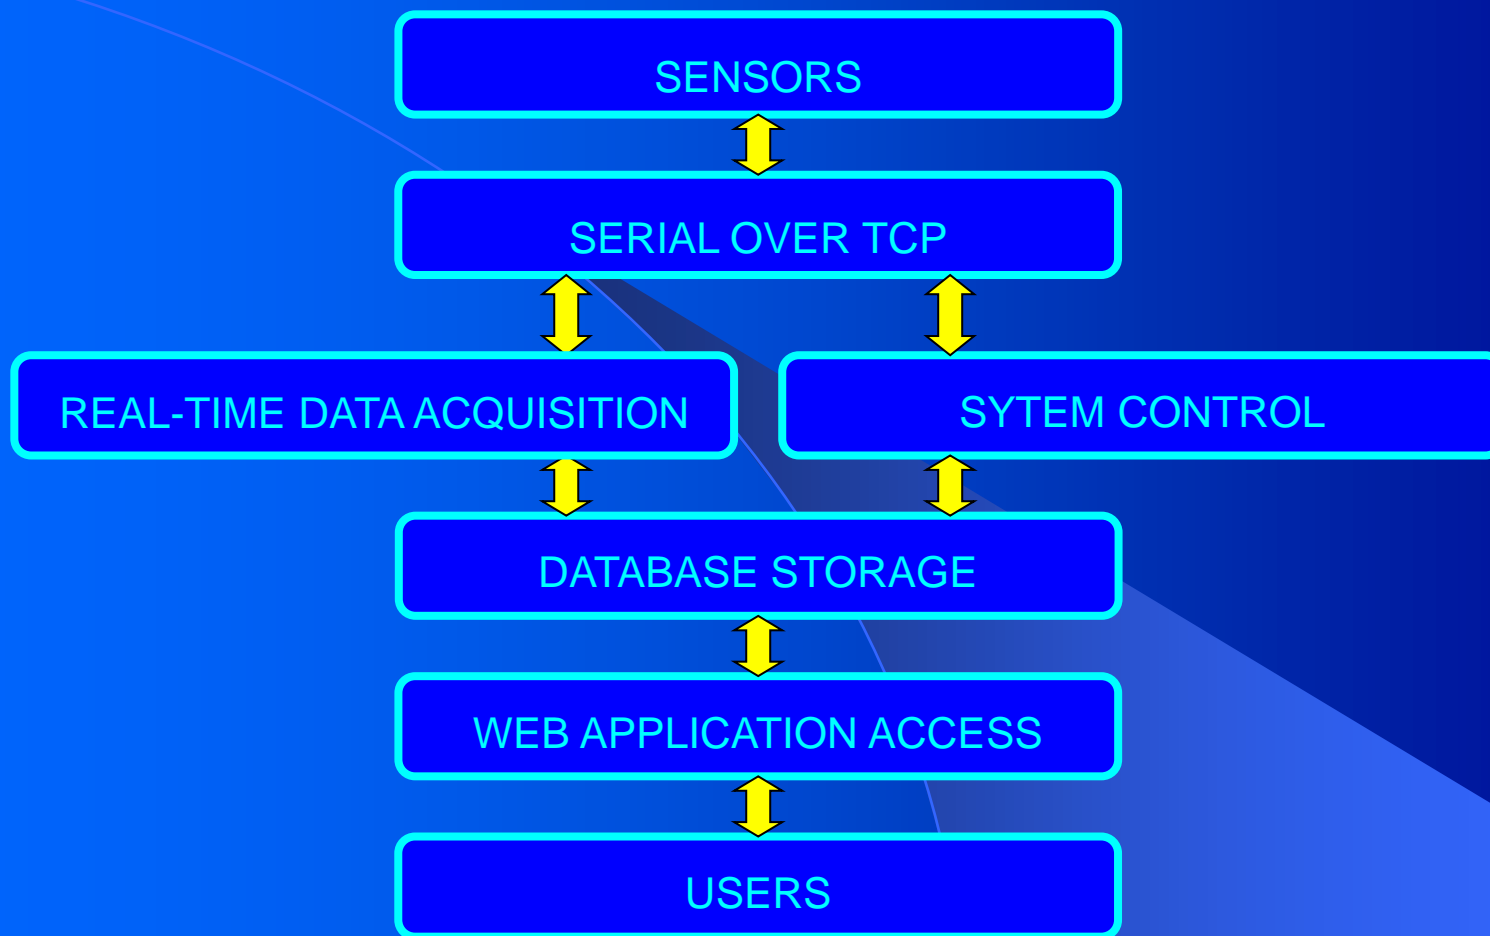 SENSORS
SERIAL OVER TCP
REAL-TIME DATA ACQUISITION
SYTEM CONTROL
DATABASE STORAGE
WEB APPLICATION ACCESS
USERS